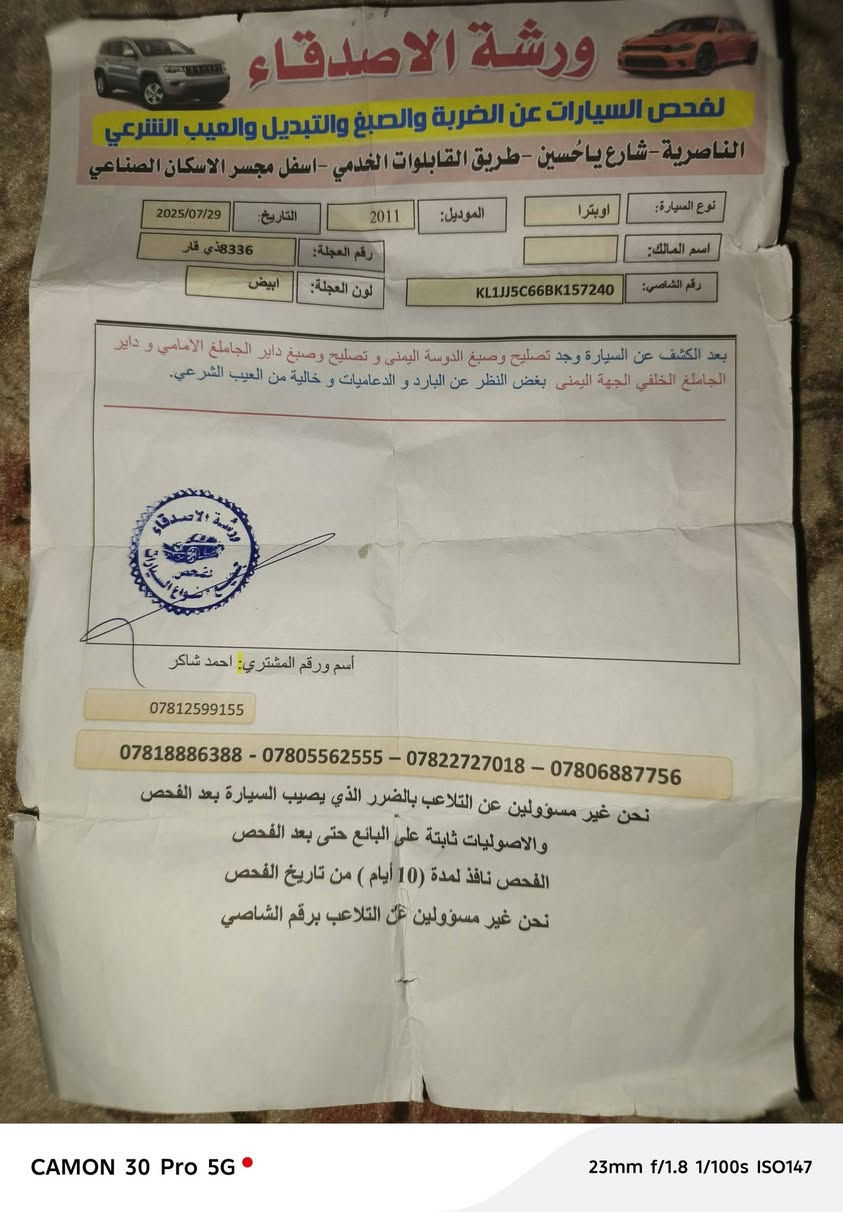 ورشة الاصدقاء
لفحص السيارات عن الضربة والصبغ والتبديل والعيب الشرعي
الناصرية-شارع ياحُسين -طريق القابلوات الخدمي -اسفل مجسر الاسكان الصناعي
نوع السيارة: اوبترا الموديل: 2011 التاريخ: 2025/07/29
اسم المالك: رقم العجلة: 8336ذي قار
رقم الشاصي: KL1JJ5C66BK157240 لون العجلة: ابيض
بعد الكشف عن السيارة وجد تصليح وصبغ الدوسة اليمنى و تصليح وصبغ داير الجاملغ الامامي و داير
الجاملغ الخلفي الجهة اليمنى بغض النظر عن البارد و الدعاميات و خالية من العيب الشرعي.
ورشة الاصدقاء
لفحص
جميع انواع السيارات
أسم ورقم المشتري: احمد شاكر
07812599155
07818886388 - 07805562555 – 07822727018 – 07806887756
نحن غير مسؤولين عن التلاعب بالضرر الذي يصيب السيارة بعد الفحص
والاصوليات ثابتة على البائع حتى بعد الفحص
الفحص نافذ لمدة (10 أيام ) من تاريخ الفحص
نحن غير مسؤولين عن التلاعب برقم الشاصي
CAMON 30 Pro 5G
23mm f/1.8 1/100s ISO147